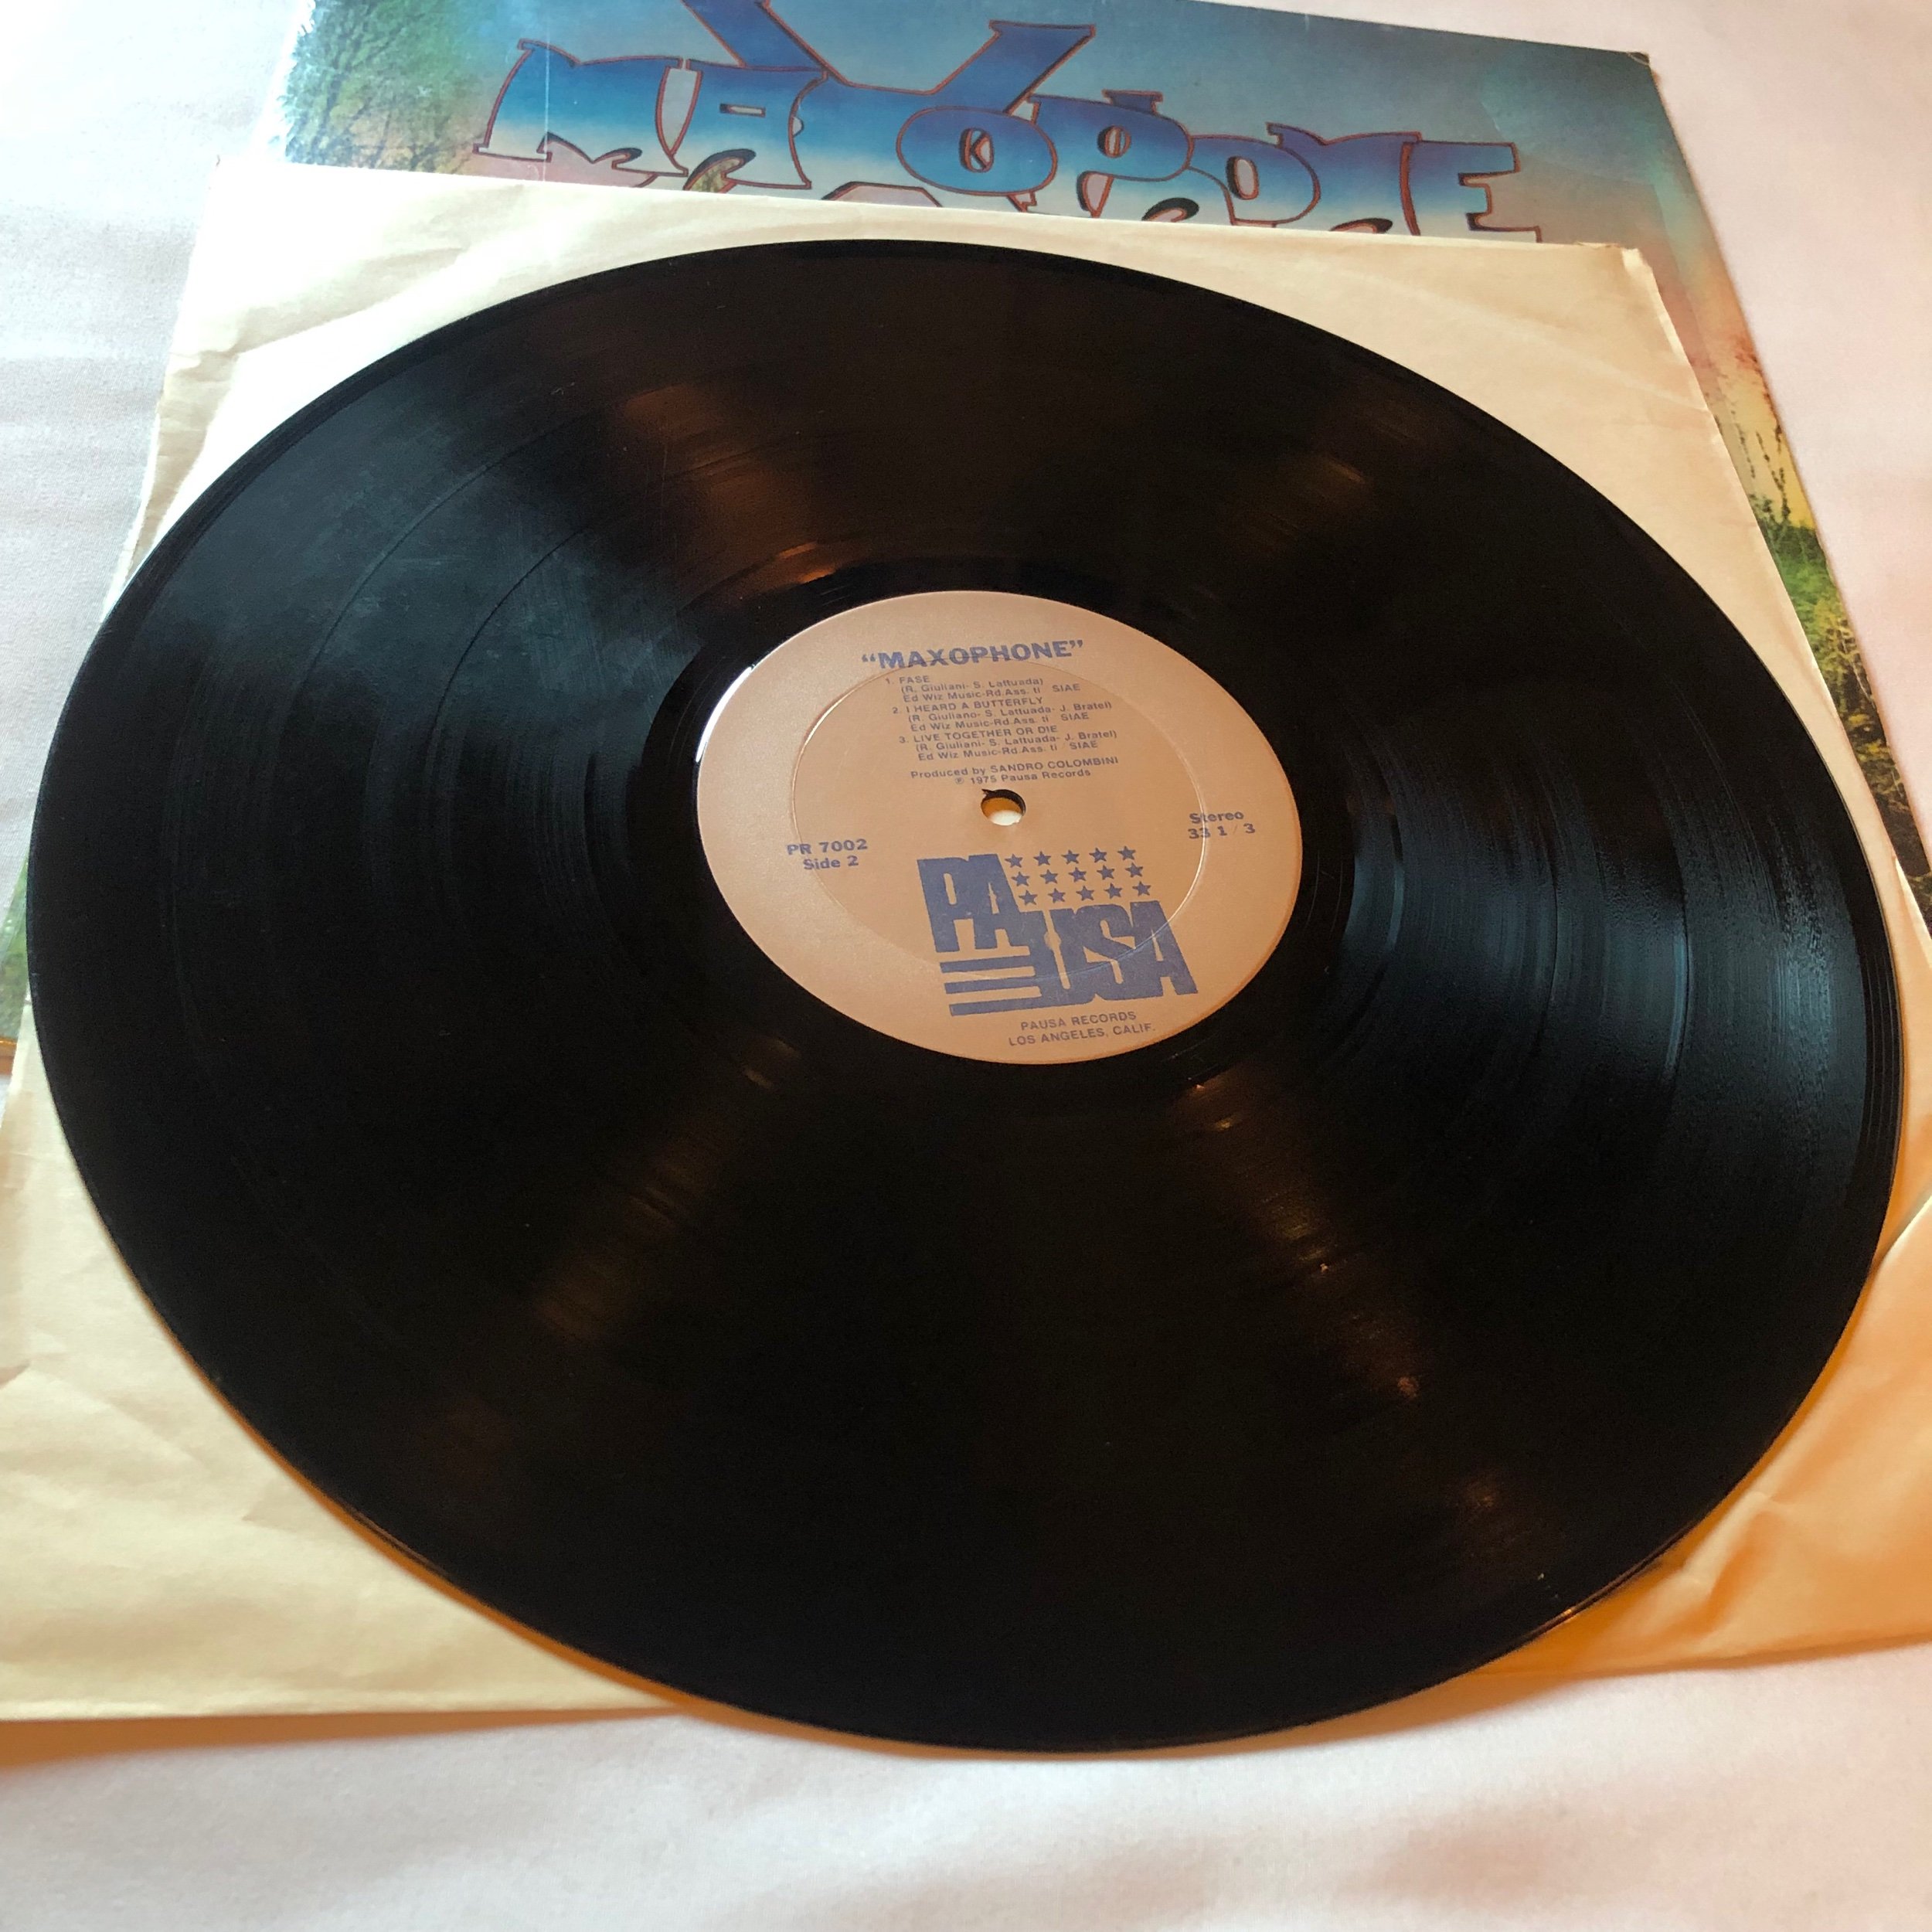 MAXOPHONE
“MAXOPHONE”
1. FASE
(R. Giuliani- S. Lattuada)
Ed Wiz Music-Rd.Ass. ti SIAE
2. I HEARD A BUTTERFLY
(R. Giuliano- S. Lattuada- J. Bratel)
Ed Wiz Music-Rd.Ass. ti SIAE
3. LIVE TOGETHER OR DIE
(R. Giuliani- S. Lattuada- J. Bratel)
Ed Wiz Music-Rd.Ass. ti SIAE
Produced by SANDRO COLOMBINI
℗ 1975 Pausa Records
PR 7002
Side 2
Stereo
33 1/3
PAUSA
PAUSA RECORDS
LOS ANGELES, CALIF.